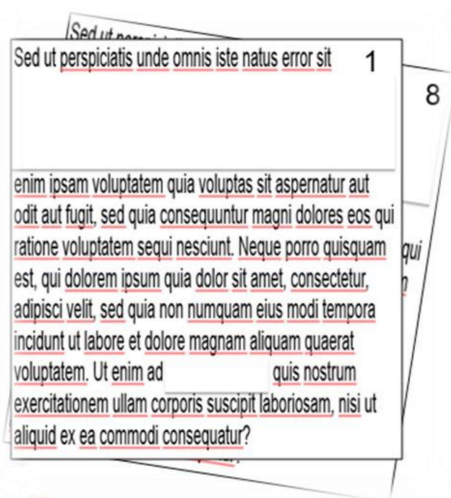 Sed ut
8
Sed ut perspiciatis unde omnis iste natus error sit 1
enim ipsam voluptatem quia voluptas sit aspernatur aut
odit aut fugit, sed quia consequuntur magni dolores eos qui
ratione voluptatem sequi nesciunt. Neque porro quisquam
qui
est, qui dolorem ipsum quia dolor sit amet, consectetur,
adipisci velit, sed quia non numquam eius modi tempora
incidunt ut labore et dolore magnam aliquam quaerat
voluptatem. Ut enim ad quis nostrum
exercitationem ullam corporis suscipit laboriosam, nisi ut
aliquid ex ea commodi consequatur?